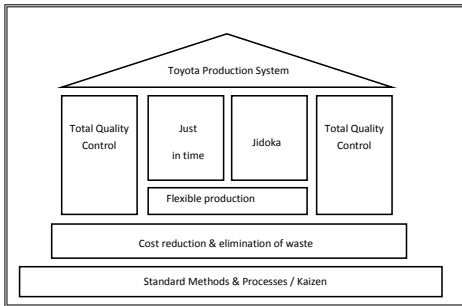 Toyota Production System
Total Quality
Control
Just
in time
Jidoka
Total Quality
Control
Flexible production
Cost reduction & elimination of waste
Standard Methods & Processes / Kaizen